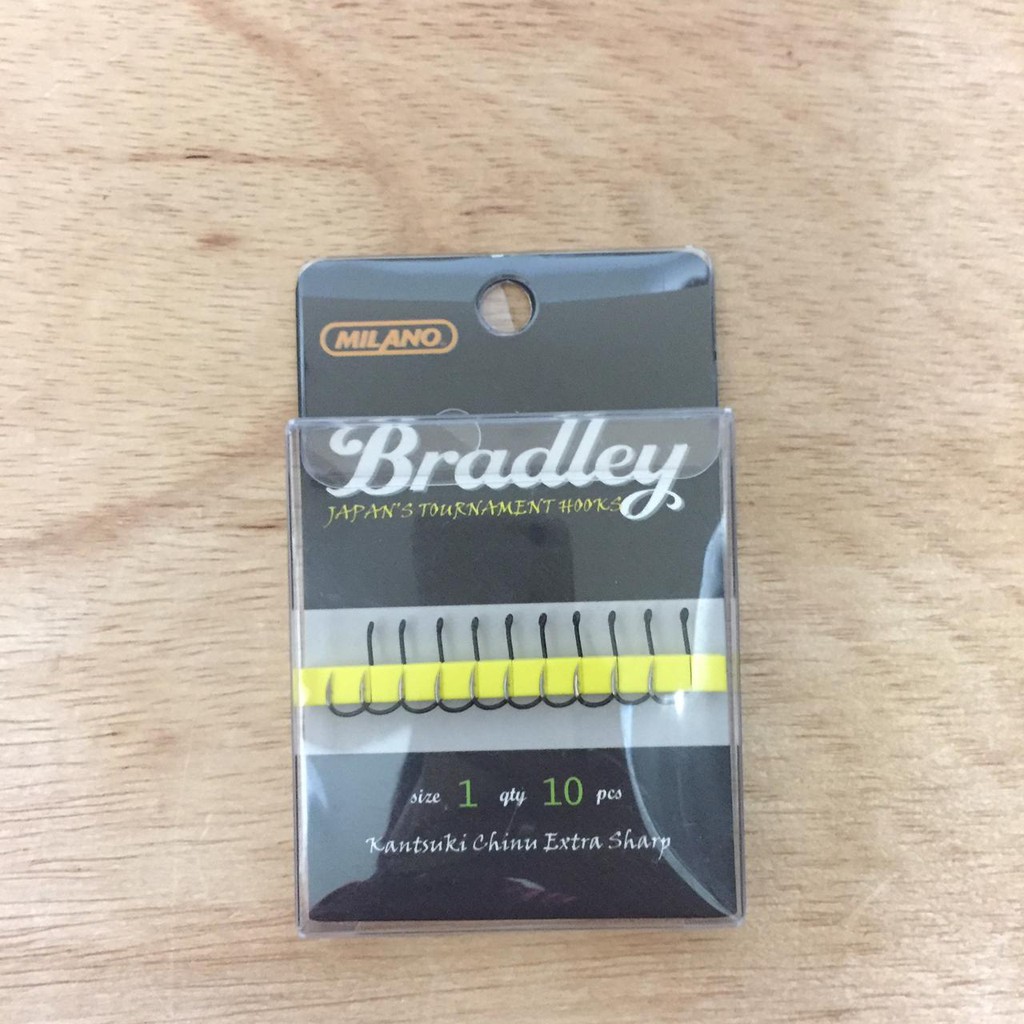 MILANO
Bradley
JAPAN'S TOURNAMENT HOOKS
size 1 qty 10 pcs
Kantsuki Chinu Extra Sharp